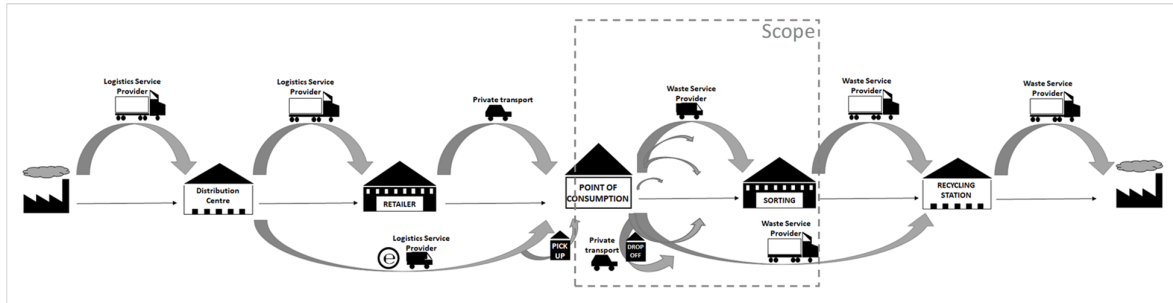 Scope
Logistics Service
Provider
Logistics Service
Provider
Private transport
Waste Service
Provider
Waste Service
Provider
Waste Service
Provider
Distribution
Centre
RETAILER
POINT OF
CONSUMPTION
SORTING
RECYCLING
STATION
e
Logistics Service
Provider
PICK
UP
Private
transport
DROP
OFF
Waste Service
Provider